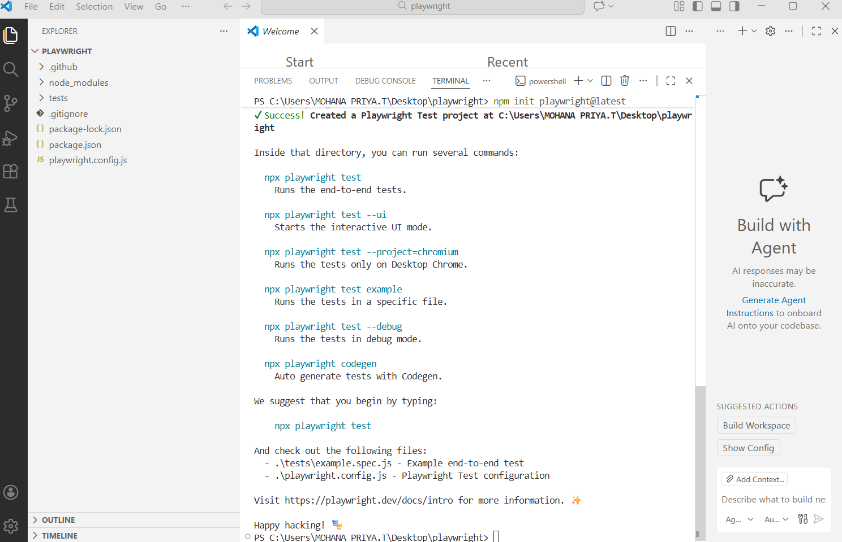 File Edit Selection View Go ··· playwright
EXPLORER ···
PLAYWRIGHT
.github
node_modules
tests
.gitignore
{} package-lock.json
{} package.json
JS playwright.config.js
OUTLINE
TIMELINE
Welcome
Start Recent
PROBLEMS OUTPUT DEBUG CONSOLE TERMINAL ··· powershell
PS C:\Users\MOHANA PRIYA.T\Desktop\playwright> npm init playwright@latest
✓ Success! Created a Playwright Test project at C:\Users\MOHANA PRIYA.T\Desktop\playwr
ight
Inside that directory, you can run several commands:
npx playwright test
Runs the end-to-end tests.
npx playwright test --ui
Starts the interactive UI mode.
npx playwright test --project=chromium
Runs the tests only on Desktop Chrome.
npx playwright test example
Runs the tests in a specific file.
npx playwright test --debug
Runs the tests in debug mode.
npx playwright codegen
Auto generate tests with Codegen.
We suggest that you begin by typing:
npx playwright test
And check out the following files:
- .\tests\example.spec.js - Example end-to-end test
- .\playwright.config.js - Playwright Test configuration
Visit https://playwright.dev/docs/intro for more information. ✨
Happy hacking! 🎭
PS C:\Users\MOHANA PRIYA.T\Desktop\playwright>
Build with
Agent
AI responses may be
inaccurate.
Generate Agent
Instructions to onboard
AI onto your codebase.
SUGGESTED ACTIONS
Build Workspace
Show Config
Add Context...
Describe what to build ne
Ag... Au...